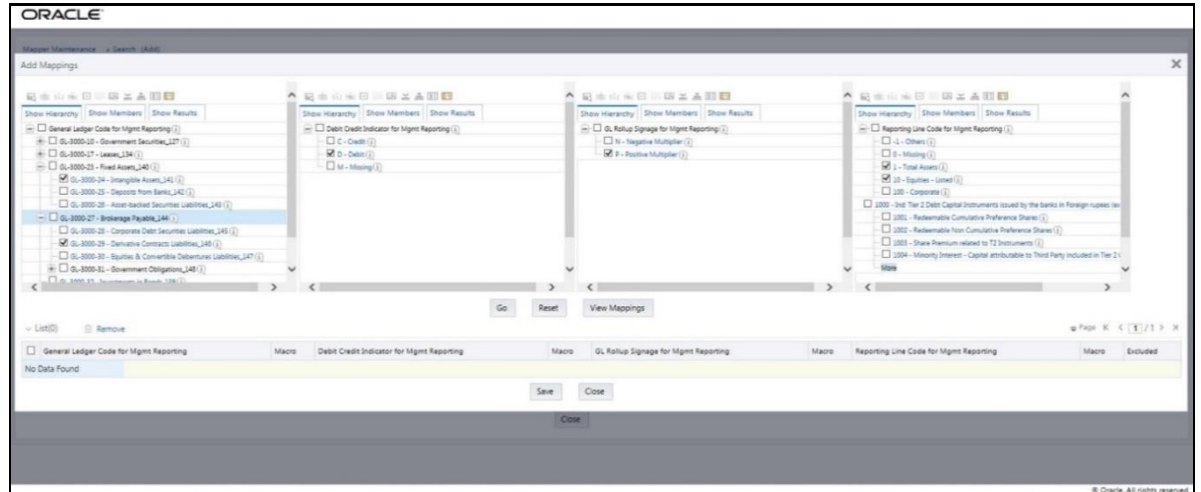 ORACLE
Mapper Maintenance » Search (Add)
Add Mappings
Show Hierarchy Show Members Show Results
General Ledger Code for Mgmt Reporting
GL-3000-10 - Government Securities_127
GL-3000-17 - Leases_134
GL-3000-23 - Fixed Assets_140
GL-3000-24 - Intangible Assets_141
GL-3000-25 - Deposits from Banks_142
GL-3000-26 - Asset-backed Securities Liabilities_143
GL-3000-27 - Brokerage Payable_144
GL-3000-28 - Corporate Debt Securities Liabilities_145
GL-3000-29 - Derivative Contracts Liabilities_146
GL-3000-30 - Equities & Convertible Debentures Liabilities_147
GL-3000-31 - Government Obligations_148
GL-3000-32 - Investments in Bonds
Show Hierarchy Show Members Show Results
Debit Credit Indicator for Mgmt Reporting
C - Credit
D - Debit
M - Missing
Show Hierarchy Show Members Show Results
GL Rollup Signage for Mgmt Reporting
N - Negative Multiplier
P - Positive Multiplier
Show Hierarchy Show Members Show Results
Reporting Line Code for Mgmt Reporting
-1 - Others
0 - Missing
1 - Total Assets
10 - Equities - Listed
100 - Corporate
1000 - Ind: Tier 2 Debt Capital Instruments issued by the banks in Foreign rupees
1001 - Redeemable Cumulative Preference Shares
1002 - Redeemable Non Cumulative Preference Shares
1003 - Share Premium related to T2 Instruments
1004 - Minority Interest - Capital attributable to Third Party included in Tier 2
More
Go Reset View Mappings
List(0) Remove
Page 1 / 1
General Ledger Code for Mgmt Reporting Macro Debit Credit Indicator for Mgmt Reporting Macro GL Rollup Signage for Mgmt Reporting Macro Reporting Line Code for Mgmt Reporting Macro Excluded
No Data Found
Save Close
Close
© Oracle. All rights reserved